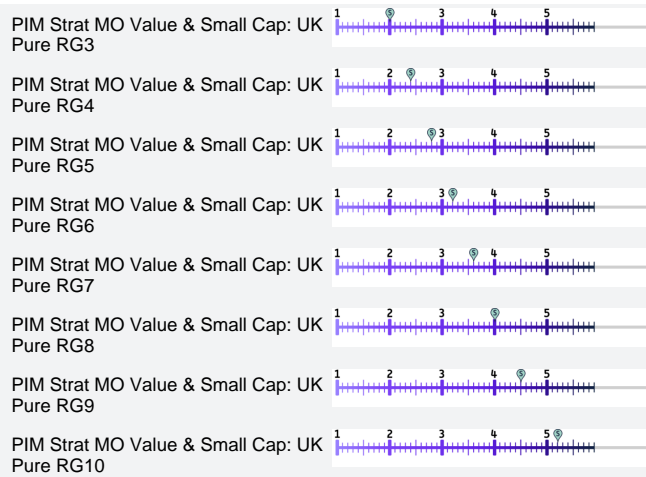 PIM Strat MO Value & Small Cap: UK
Pure RG3
1 S 3 4 5
PIM Strat MO Value & Small Cap: UK
Pure RG4
1 2 S 3 4 5
PIM Strat MO Value & Small Cap: UK
Pure RG5
1 2 S 3 4 5
PIM Strat MO Value & Small Cap: UK
Pure RG6
1 2 3 S 4 5
PIM Strat MO Value & Small Cap: UK
Pure RG7
1 2 3 S 4 5
PIM Strat MO Value & Small Cap: UK
Pure RG8
1 2 3 S 5
PIM Strat MO Value & Small Cap: UK
Pure RG9
1 2 3 4 S 5
PIM Strat MO Value & Small Cap: UK
Pure RG10
1 2 3 4 5 S